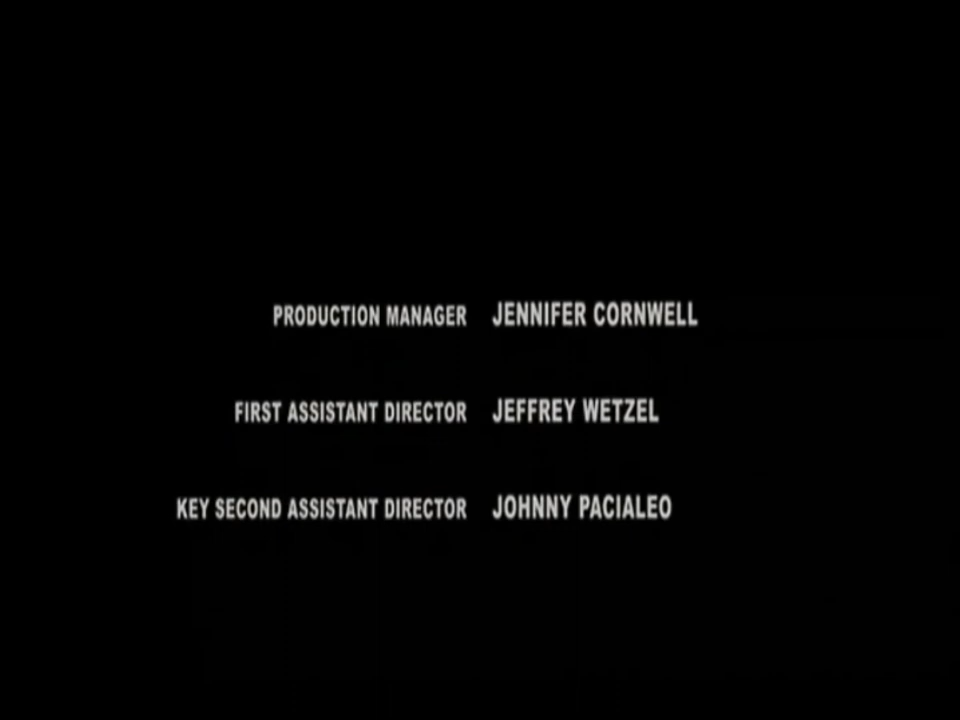 PRODUCTION MANAGER JENNIFER CORNWELL
FIRST ASSISTANT DIRECTOR JEFFREY WETZEL
KEY SECOND ASSISTANT DIRECTOR JOHNNY PACIALEO